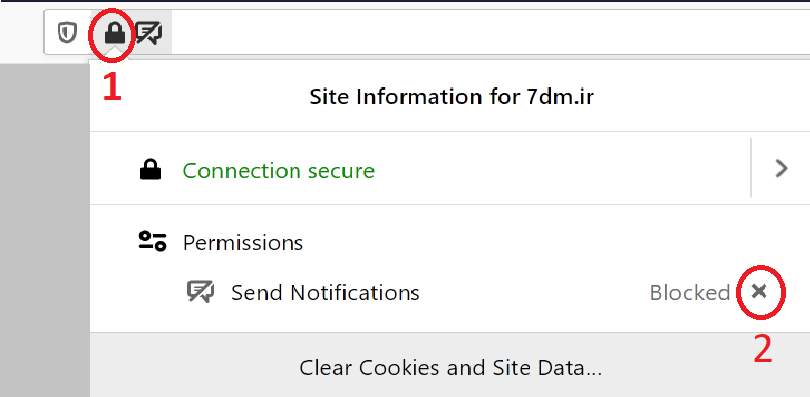 1
Site Information for 7dm.ir
Connection secure
Permissions
Send Notifications Blocked
2
Clear Cookies and Site Data...